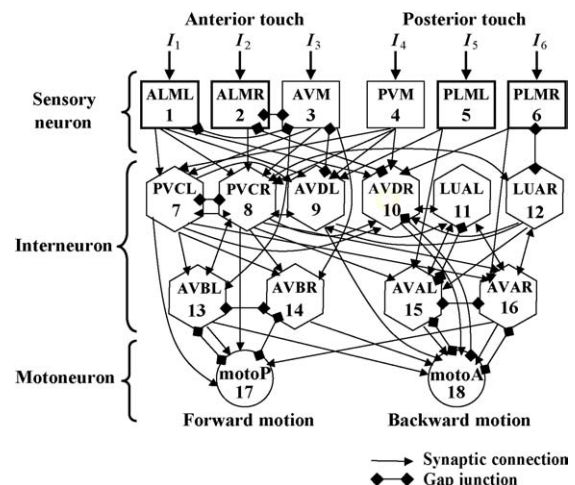 Anterior touch Posterior touch
I1 I2 I3 I4 I5 I6
Sensory neuron
ALML 1
ALMR 2
AVM 3
PVM 4
PLML 5
PLMR 6
Interneuron
PVCL 7
PVCR 8
AVDL 9
AVDR 10
LUAL 11
LUAR 12
AVBL 13
AVBR 14
AVAL 15
AVAR 16
Motoneuron
motoP 17
motoA 18
Forward motion Backward motion
Synaptic connection
Gap junction